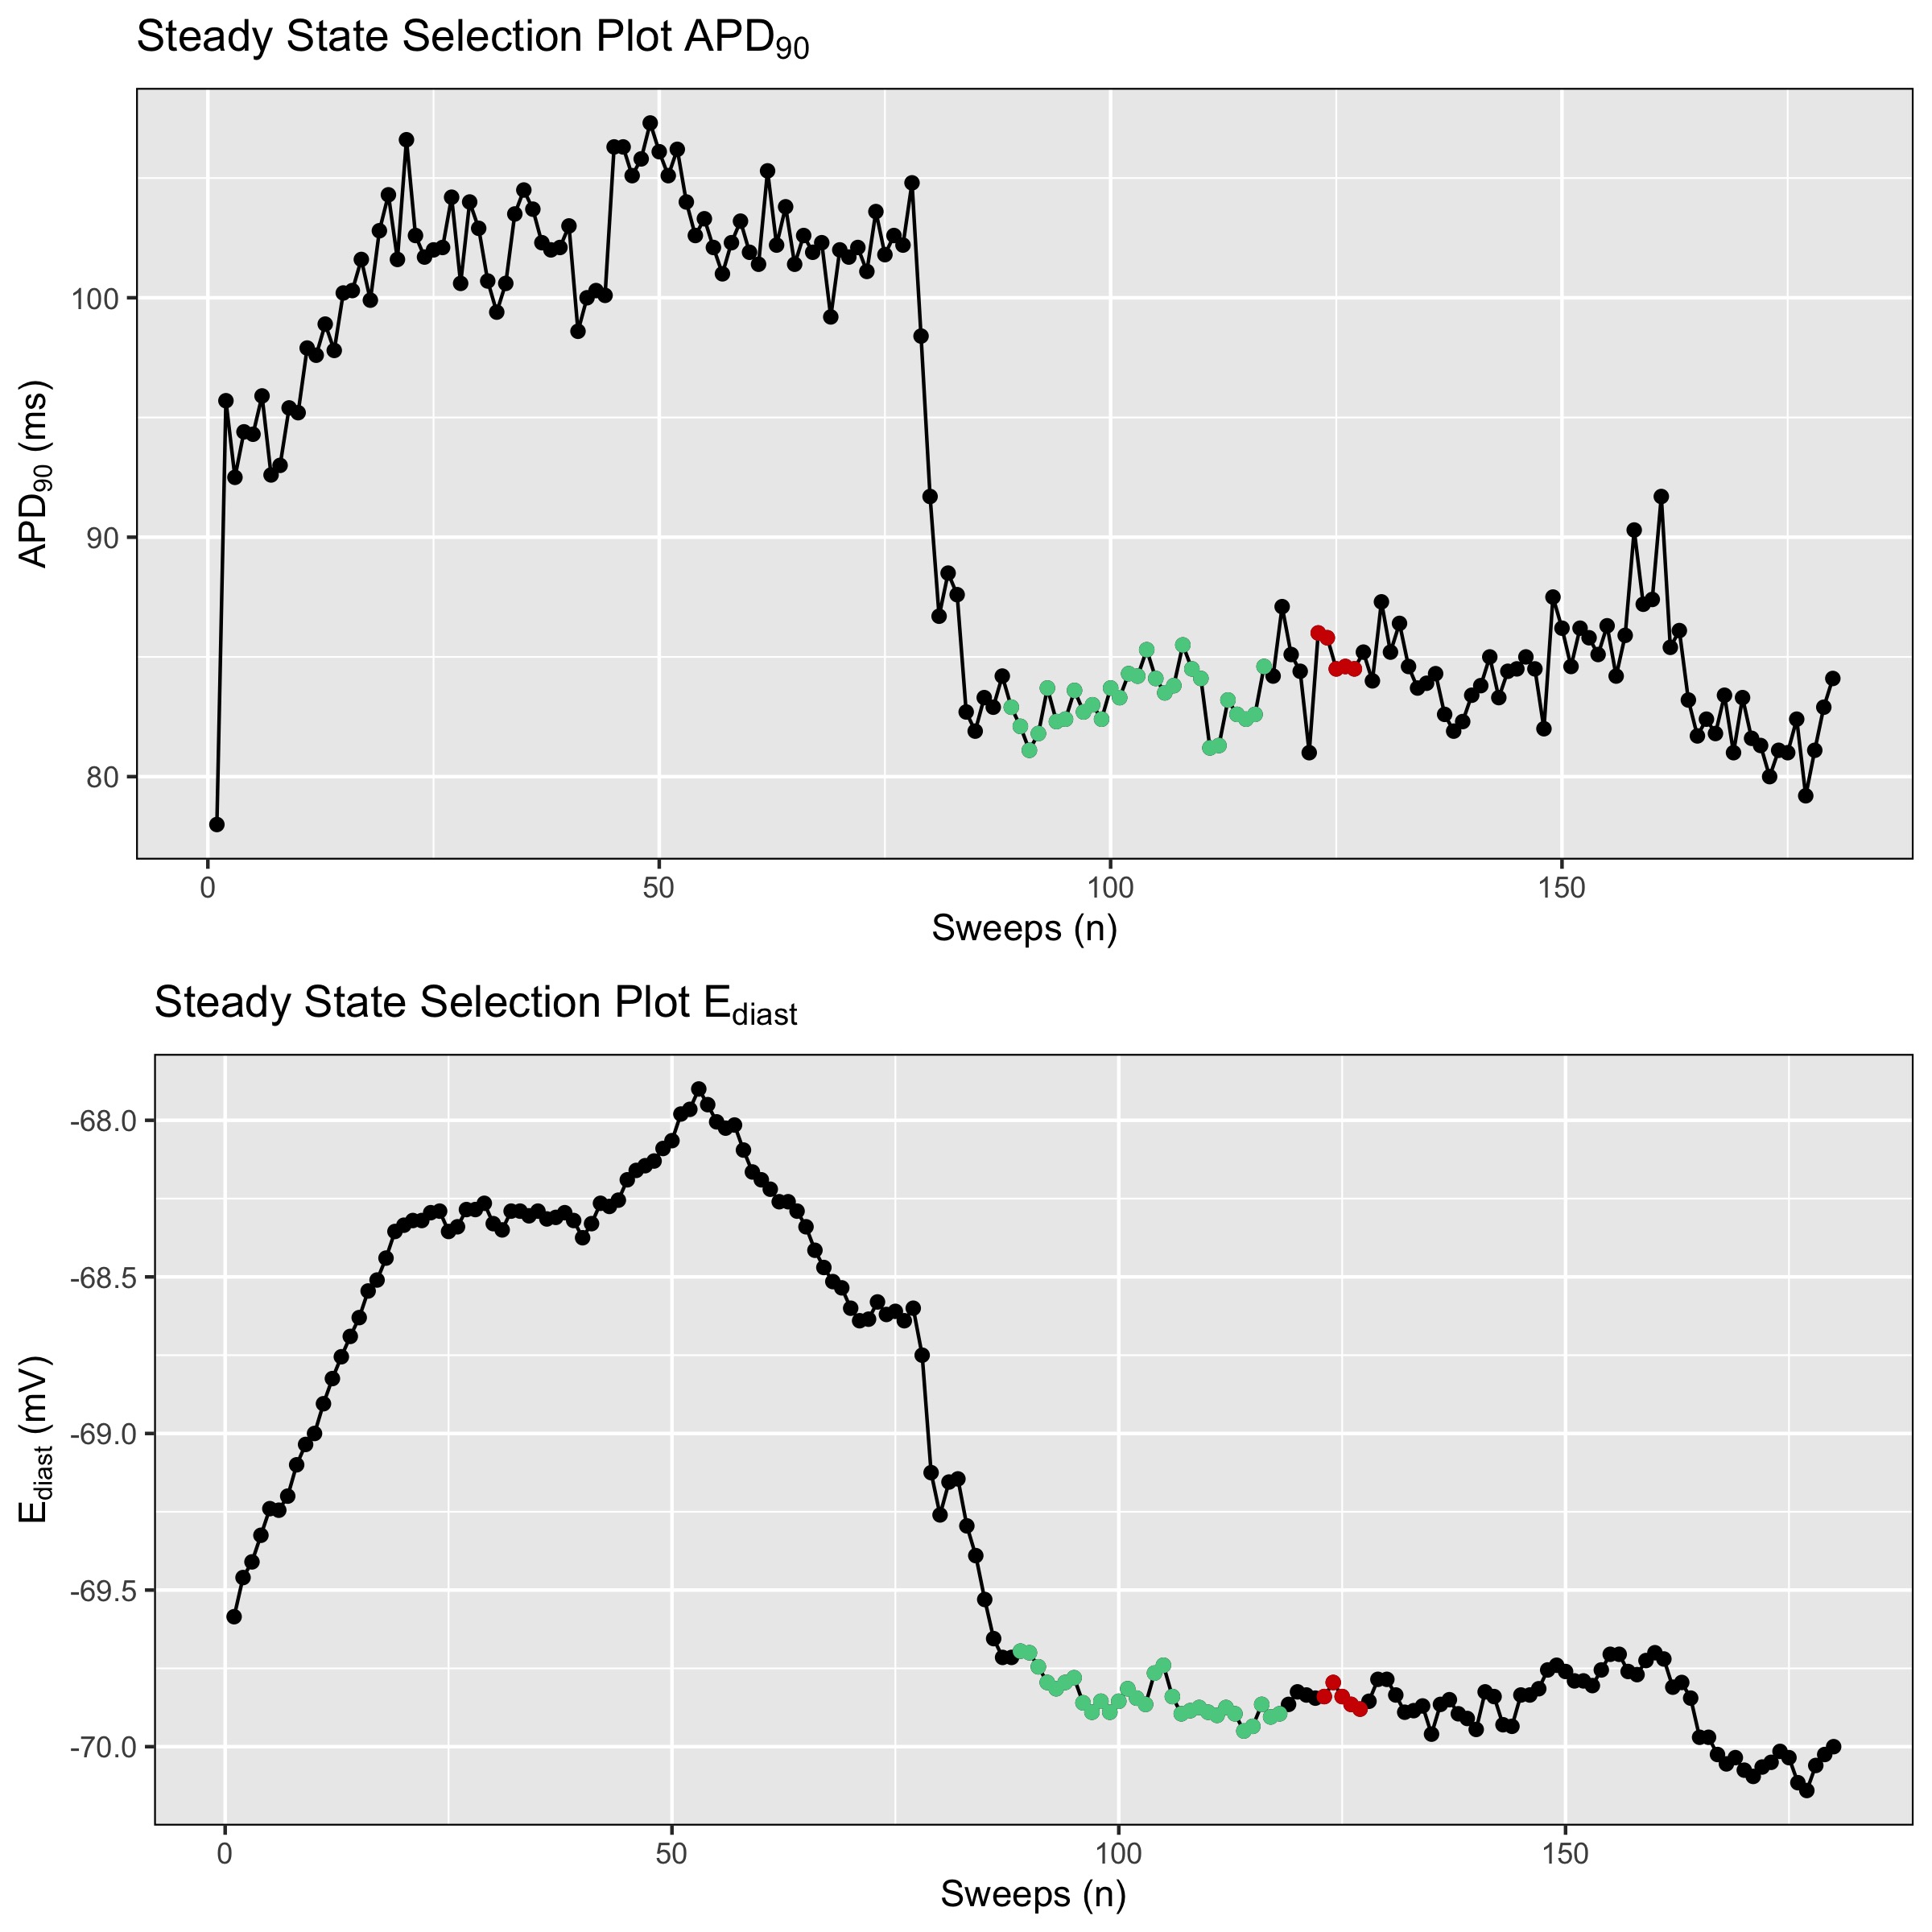 Steady State Selection Plot APD90
APD90 (ms)
100
90
80
0 50 100 150
Sweeps (n)
Steady State Selection Plot Ediast
Ediast (mV)
-68.0
-68.5
-69.0
-69.5
-70.0
0 50 100 150
Sweeps (n)